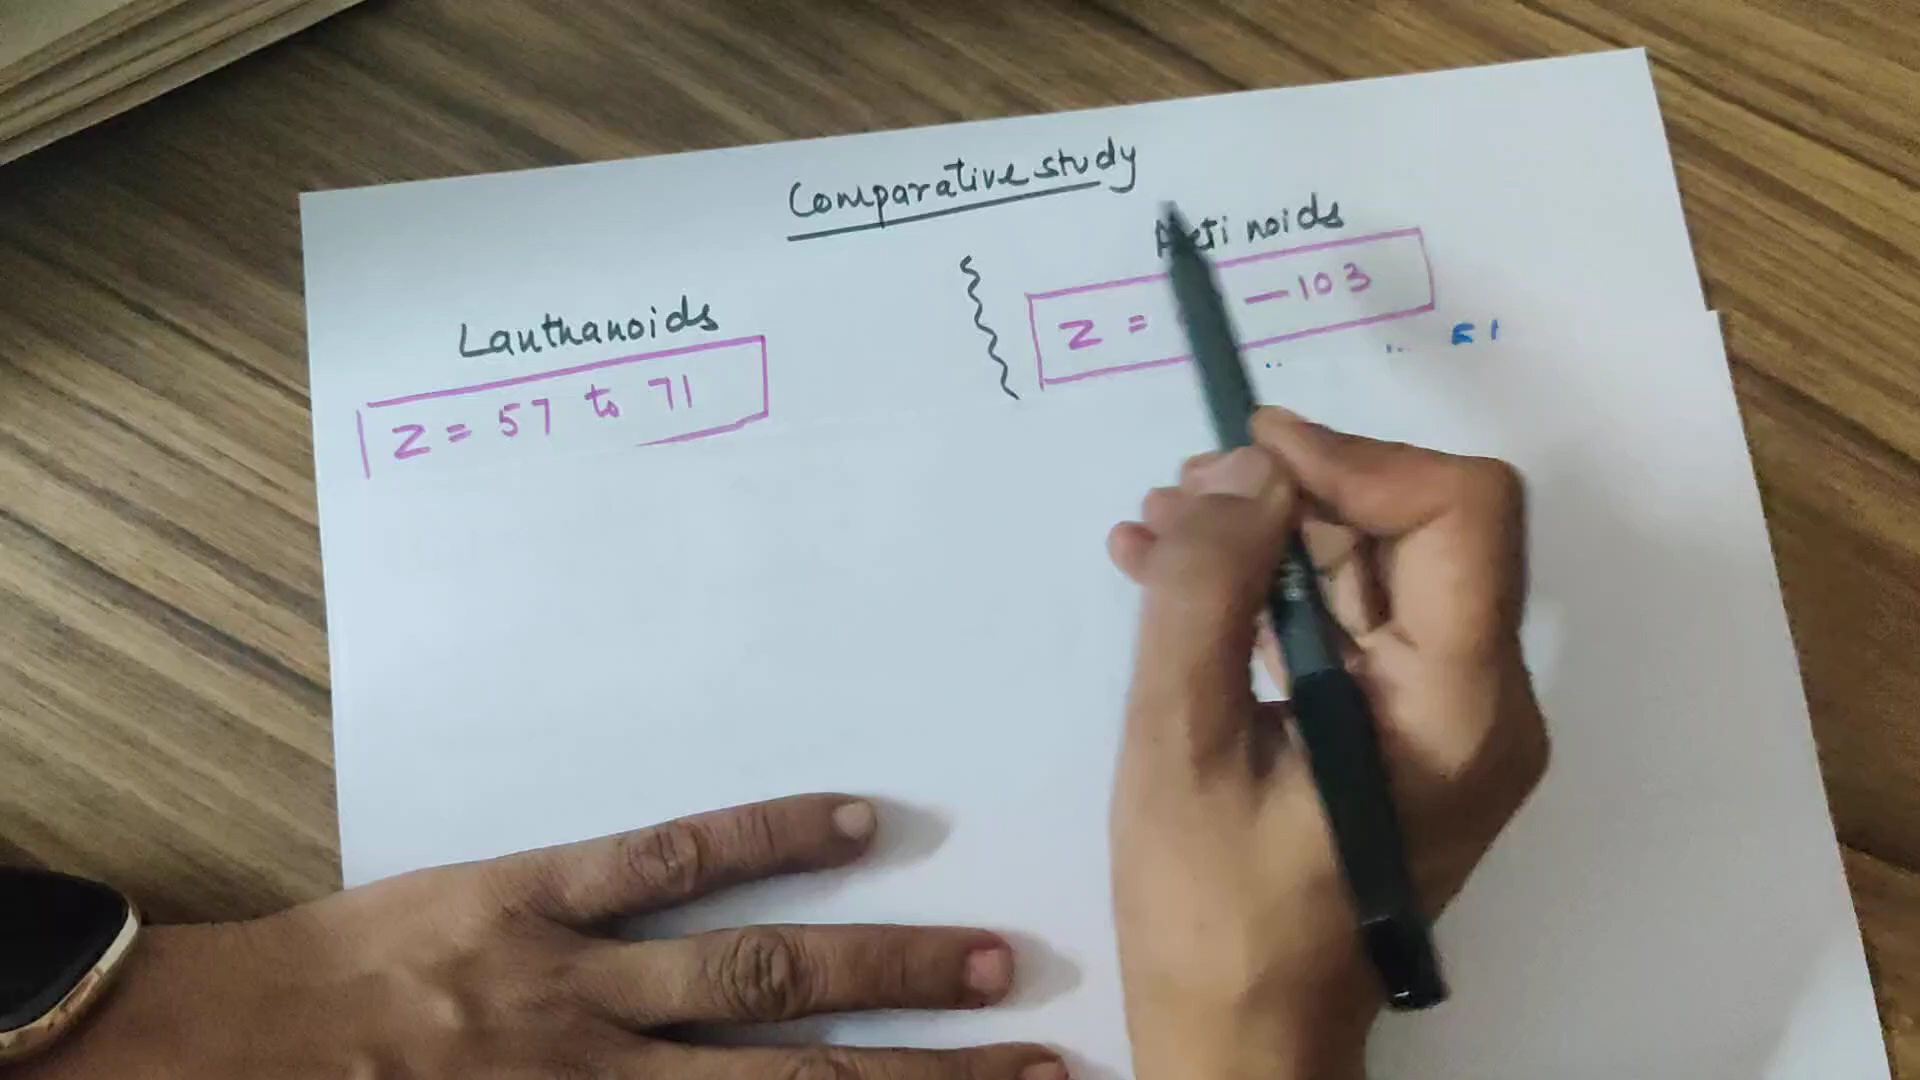 Comparative study
noids
Lanthanoids
Z = —103
Z = 57 to 71